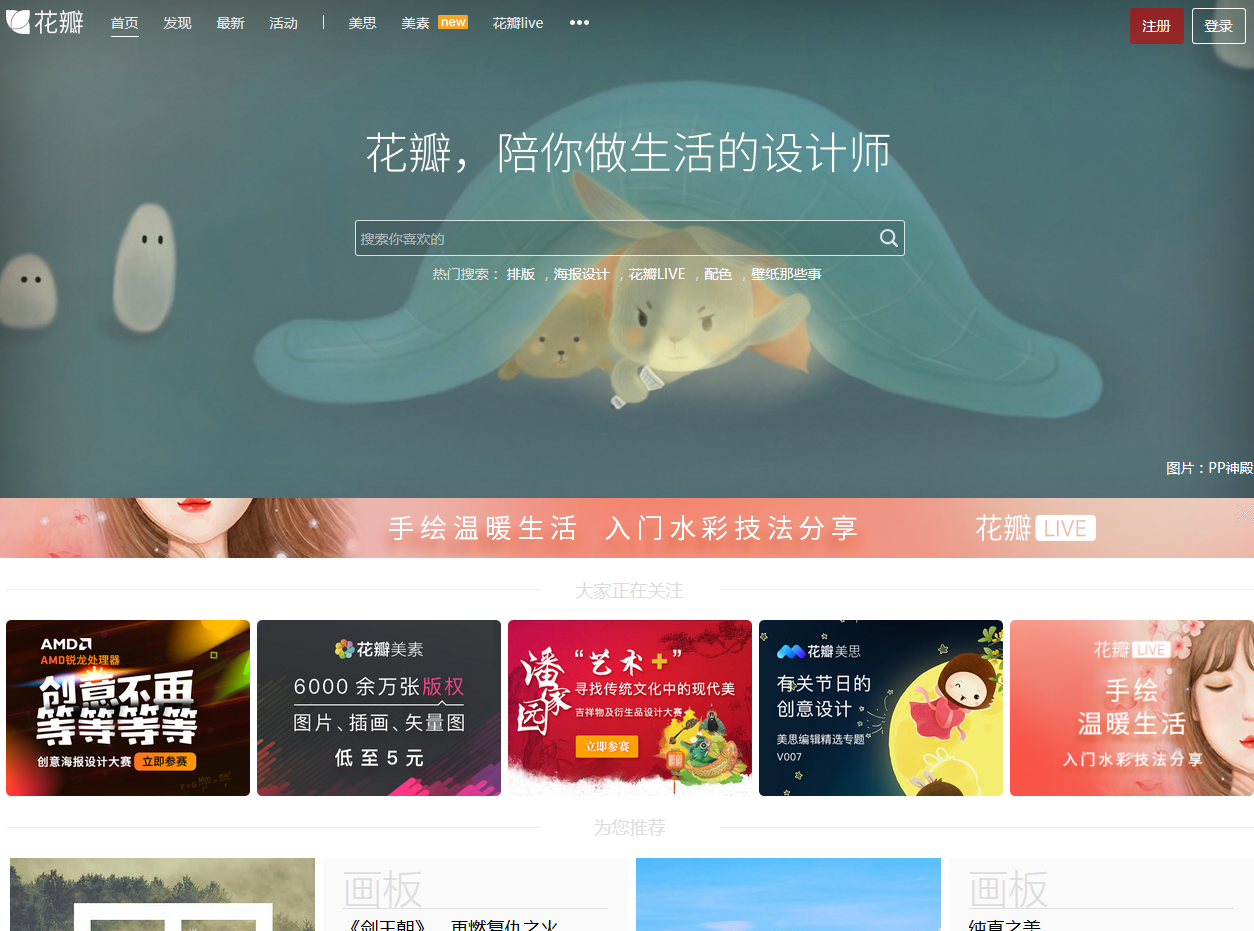 花瓣 首页 发现 最新 活动 | 美思 美素 new 花瓣live ••• 注册 登录
花瓣，陪你做生活的设计师
搜索你喜欢的
热门搜索： 排版 ，海报设计 ，花瓣LIVE ，配色 ，壁纸那些事
图片：PP神殿
手绘温暖生活 入门水彩技法分享 花瓣 LIVE
大家正在关注
AMD
AMD锐龙处理器
创意不再
等等等等
创意海报设计大赛 立即参赛
花瓣美素
6000 余万张版权
图片、插画、矢量图
低至5元
潘家园
“艺术+”
寻找传统文化中的现代美
吉祥物及衍生品设计大赛
立即参赛
花瓣美思
有关节日的
创意设计
美思编辑精选专题
V007
花瓣 LIVE
手绘
温暖生活
入门水彩技法分享
为您推荐
画板
《剑王朝》，再燃复仇之火
画板
纯真之美